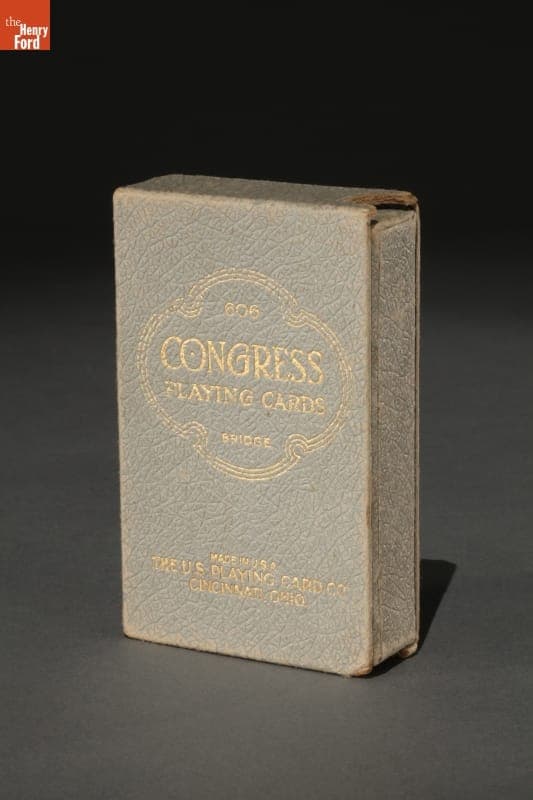 the
Henry
Ford
606
CONGRESS
PLAYING CARDS
BRIDGE
MADE IN U.S.A.
THE U.S. PLAYING CARD CO.
CINCINNATI, OHIO.